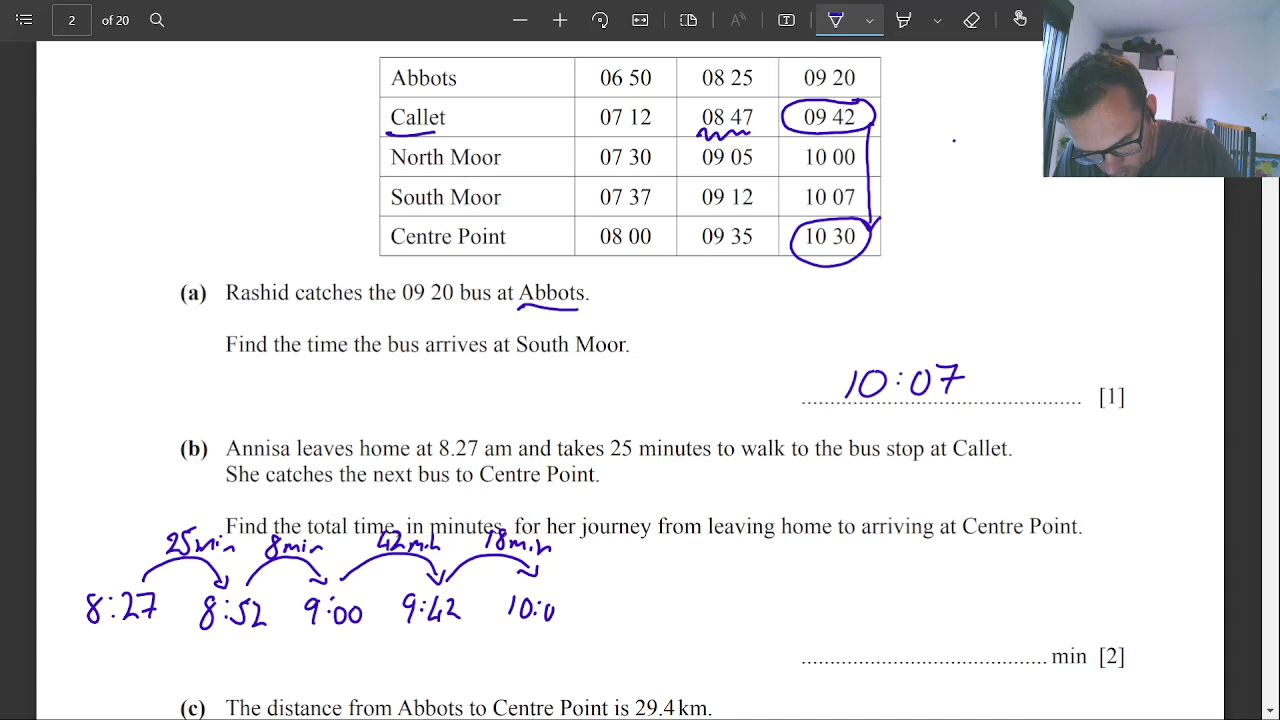 2 of 20
Abbots 06 50 08 25 09 20
Callet 07 12 08 47 09 42
North Moor 07 30 09 05 10 00
South Moor 07 37 09 12 10 07
Centre Point 08 00 09 35 10 30
(a) Rashid catches the 09 20 bus at Abbots.
Find the time the bus arrives at South Moor.
10:07
................................................ [1]
(b) Annisa leaves home at 8.27 am and takes 25 minutes to walk to the bus stop at Callet.
She catches the next bus to Centre Point.
Find the total time, in minutes, for her journey from leaving home to arriving at Centre Point.
25min 8min 42min 18min
8:27 8:52 9:00 9:42 10:0
.......................................... min [2]
(c) The distance from Abbots to Centre Point is 29.4 km.